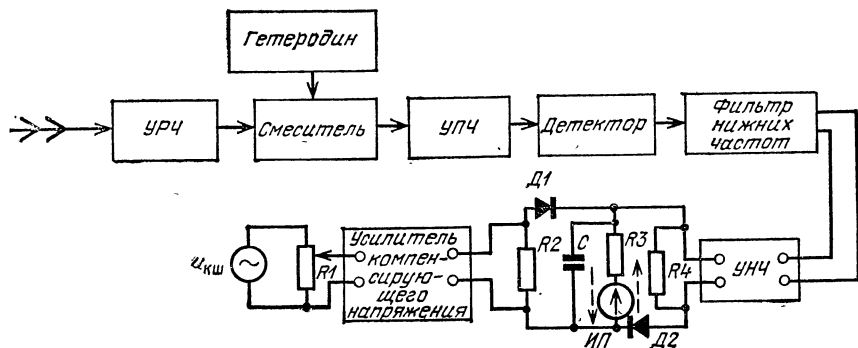 Гетеродин
УРЧ
Смеситель
УПЧ
Детектор
Фильтр
нижних
частот
Д1
uкш
R1
Усилитель
компен-
сирую-
щего
напряжения
R2
C
R3
R4
УНЧ
ИП
Д2